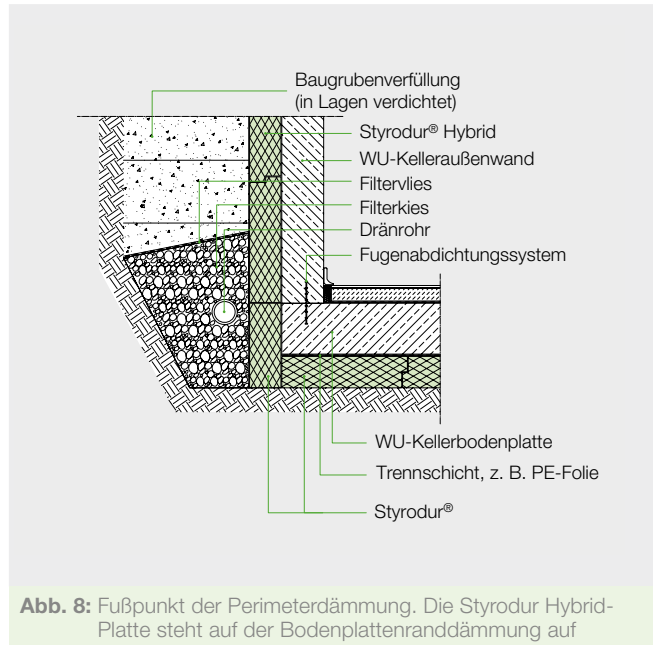 Baugrubenverfüllung
(in Lagen verdichtet)
Styrodur® Hybrid
WU-Kelleraußenwand
Filtervlies
Filterkies
Dränrohr
Fugenabdichtungssystem
WU-Kellerbodenplatte
Trennschicht, z. B. PE-Folie
Styrodur®
Abb. 8: Fußpunkt der Perimeterdämmung. Die Styrodur Hybrid-
Platte steht auf der Bodenplattenranddämmung auf